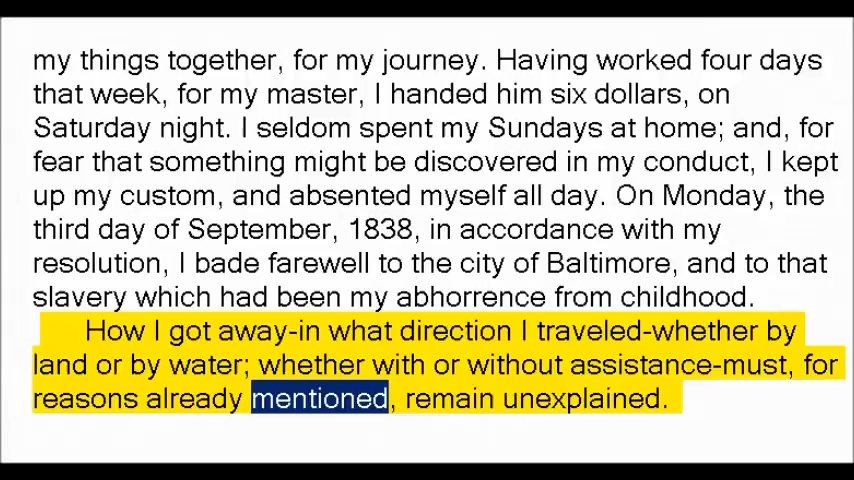 my things together, for my journey. Having worked four days
that week, for my master, I handed him six dollars, on
Saturday night. I seldom spent my Sundays at home; and, for
fear that something might be discovered in my conduct, I kept
up my custom, and absented myself all day. On Monday, the
third day of September, 1838, in accordance with my
resolution, I bade farewell to the city of Baltimore, and to that
slavery which had been my abhorrence from childhood.
How I got away-in what direction I traveled-whether by
land or by water; whether with or without assistance-must, for
reasons already mentioned, remain unexplained.